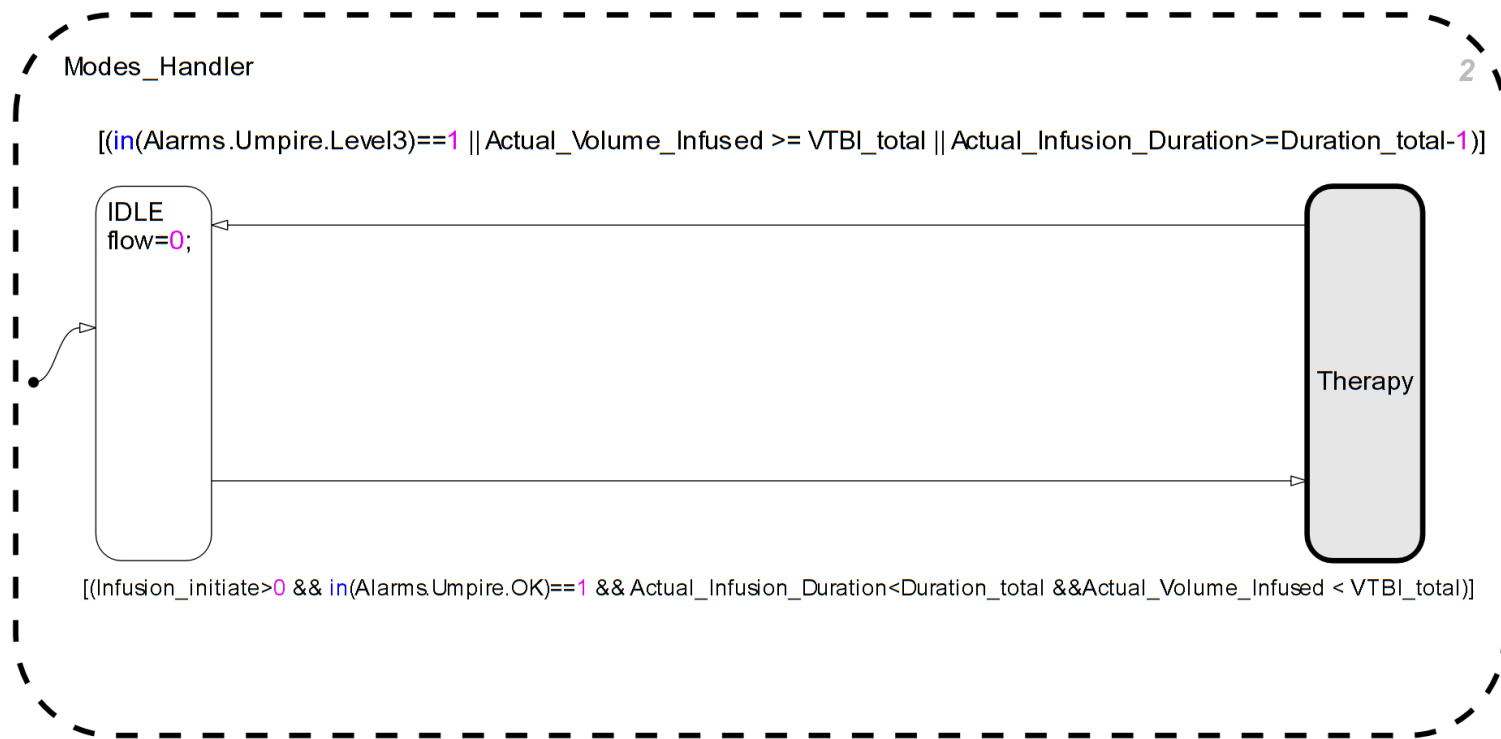 Modes_Handler
2
[(in(Alarms.Umpire.Level3)==1 || Actual_Volume_Infused >= VTBI_total || Actual_Infusion_Duration>=Duration_total-1)]
IDLE
flow=0;
Therapy
[(Infusion_initiate>0 && in(Alarms.Umpire.OK)==1 && Actual_Infusion_Duration<Duration_total &&Actual_Volume_Infused < VTBI_total)]